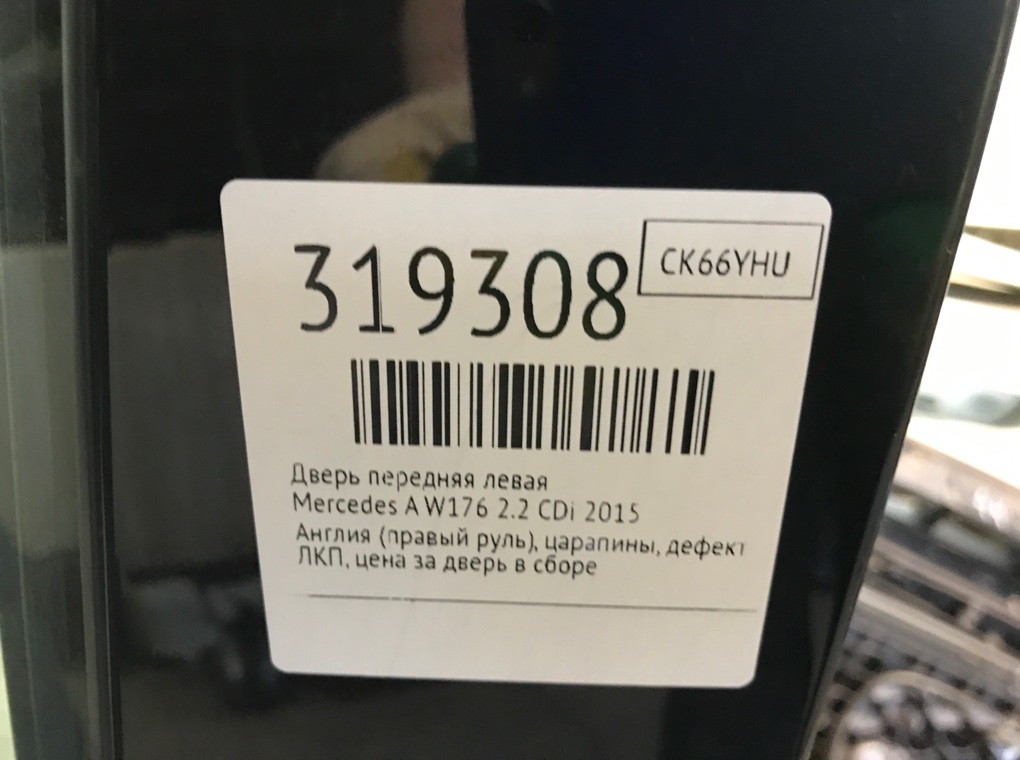 319308
CK66YHU
Дверь передняя левая
Mercedes A W176 2.2 CDi 2015
Англия (правый руль), царапины, дефект
ЛКП, цена за дверь в сборе